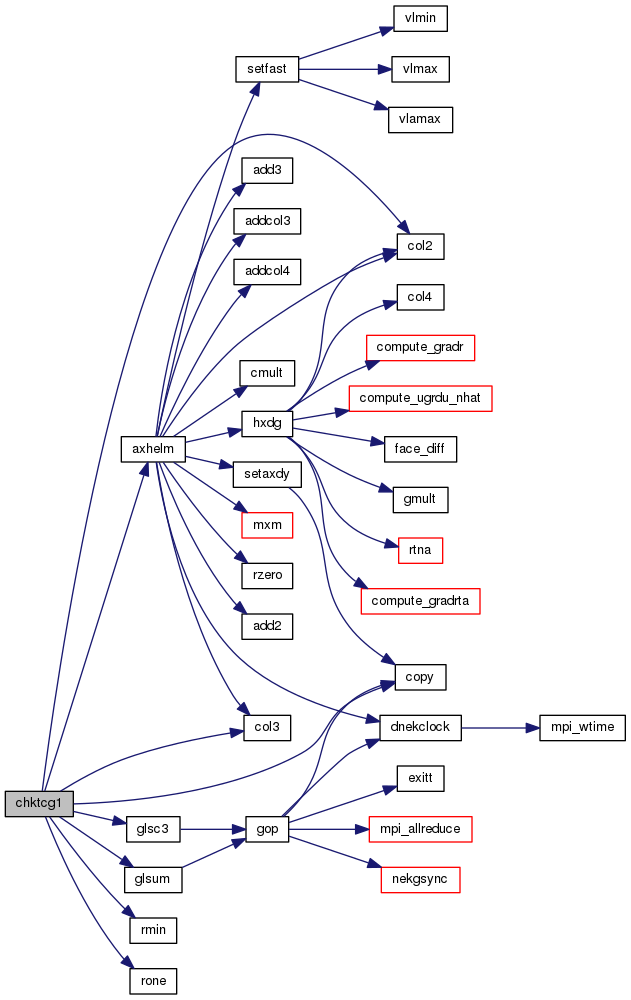 vlmin
setfast
vlmax
vlamax
add3
addcol3
col2
addcol4
col4
compute_gradr
cmult
compute_ugrdu_nhat
hxdg
axhelm
face_diff
setaxdy
gmult
mxm
rtna
rzero
compute_gradrta
add2
copy
col3
dnekclock
mpi_wtime
exitt
chktcg1
glsc3
gop
mpi_allreduce
glsum
nekgsync
rmin
rone